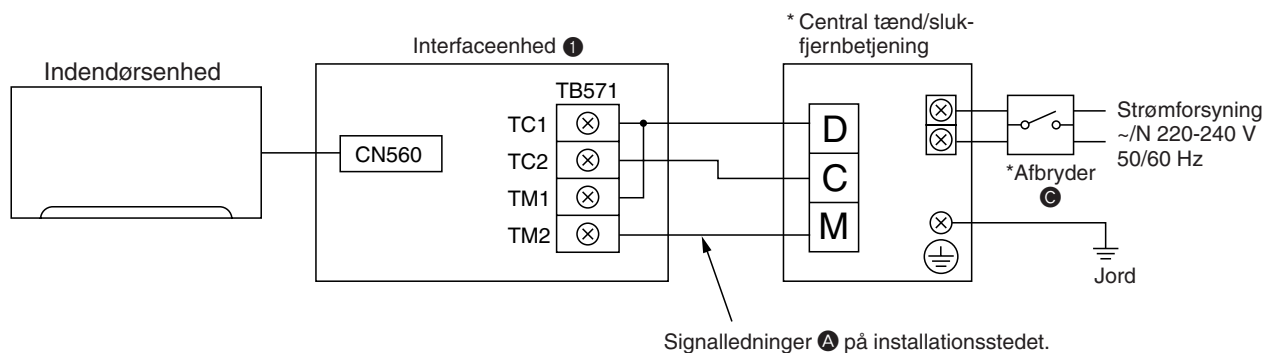 * Central tænd/sluk-
fjernbetjening
Interfaceenhed ❶
Indendørsenhed
TB571
TC1
TC2
TM1
TM2
CN560
D
C
M
Strømforsyning
~/N 220-240 V
50/60 Hz
*Afbryder
C
Jord
Signalledninger A på installationsstedet.